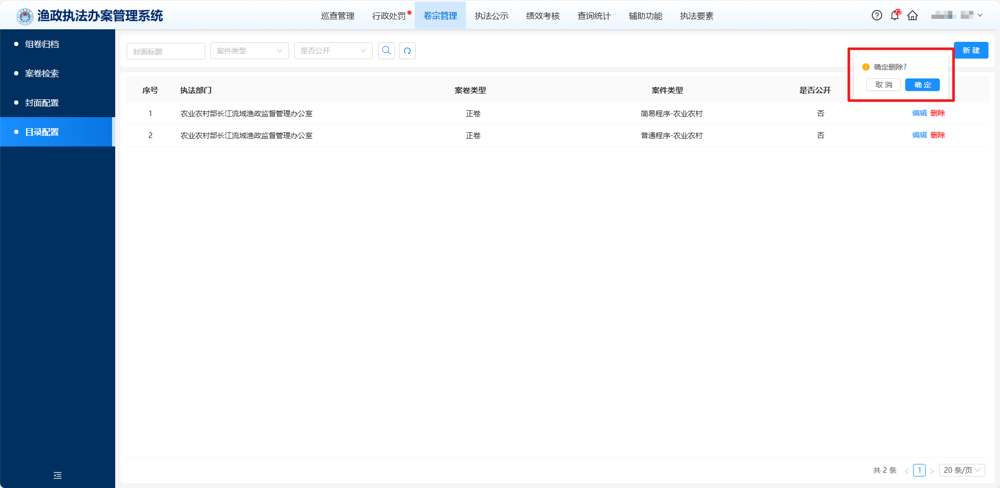 渔政执法办案管理系统
巡查管理 行政处罚 卷宗管理 执法公示 绩效考核 查询统计 辅助功能 执法要素
72
组卷归档
案卷检索
封面配置
目录配置
封面标题 案件类型 是否公开
新 建
确定删除?
取 消 确 定
序号 执法部门 案卷类型 案件类型 是否公开
1 农业农村部长江流域渔政监督管理办公室 正卷 简易程序-农业农村 否 编辑 删除
2 农业农村部长江流域渔政监督管理办公室 正卷 普通程序-农业农村 否 编辑 删除
共 2 条 < 1 > 20 条/页